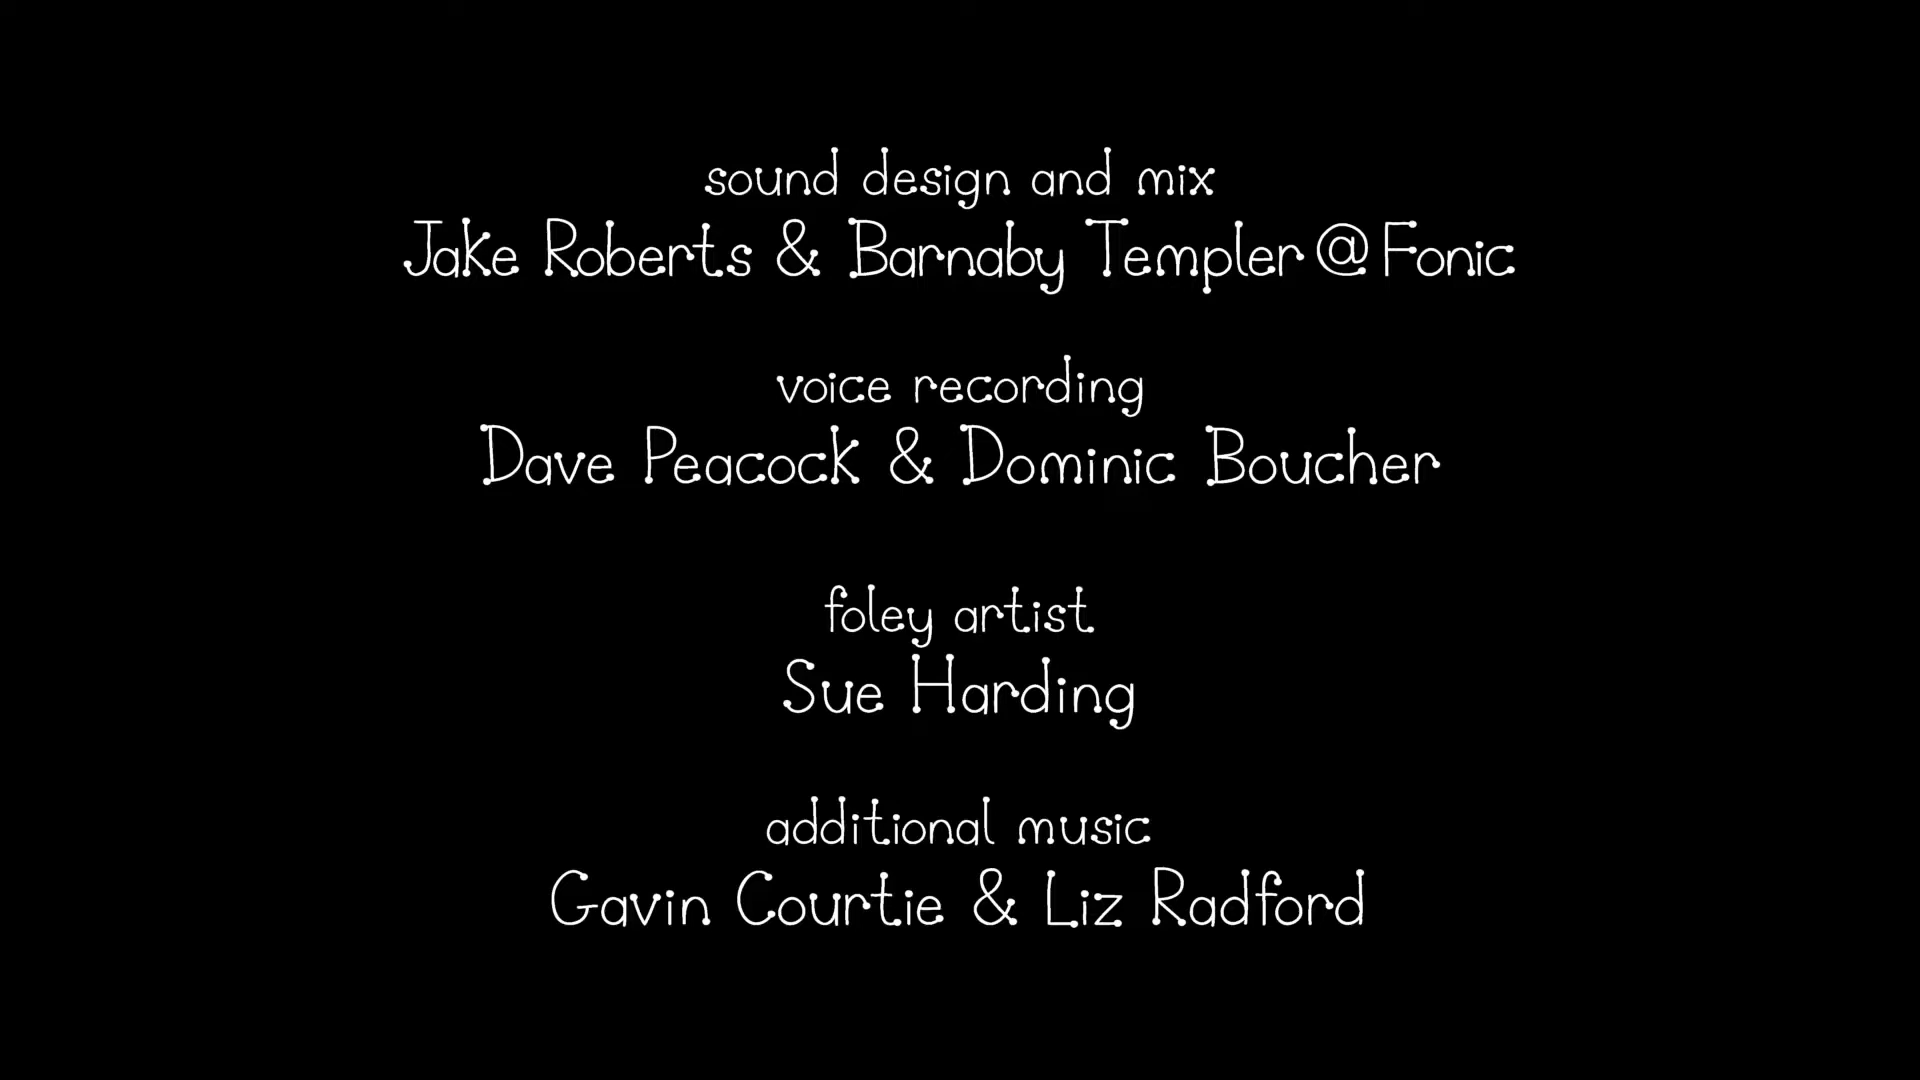 sound design and mix
Jake Roberts & Barnaby Templer @ Fonic
voice recording
Dave Peacock & Dominic Boucher
foley artist
Sue Harding
additional music
Gavin Courtie & Liz Radford